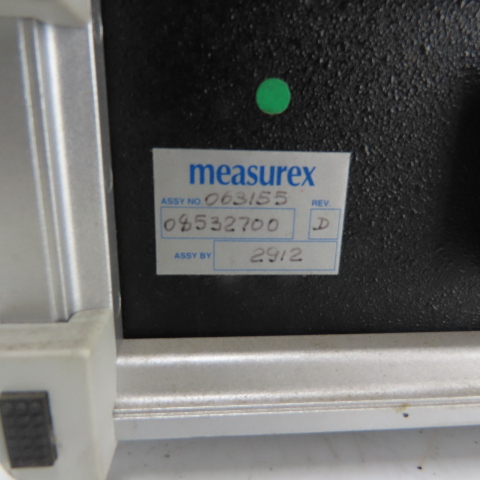 measurex
ASSY NO. 063155 REV.
08532700 D
ASSY BY 2912